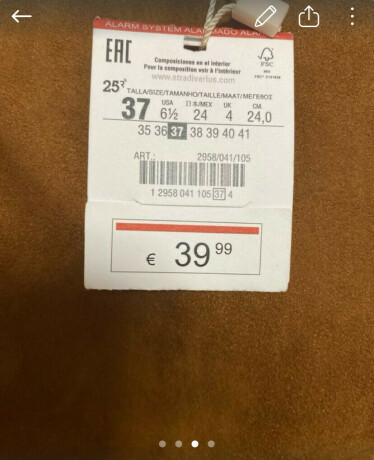 ALARM SYSTEM ALARMADO ALA
EAC
Composiciones en el interior
Pour la composition voir à l'intérieur
www.stradivarius.com
FSC
TALLA/SIZE/TAMANHO/TAILLE/MAAT/ΜΕΓΕΘΟΣ
USA MEX UK CM.
37 6½ 24 4 24,0
35 36 37 38 39 40 41
ART.: 2958/041/105
1 2958 041 105 37 4
€ 39 99